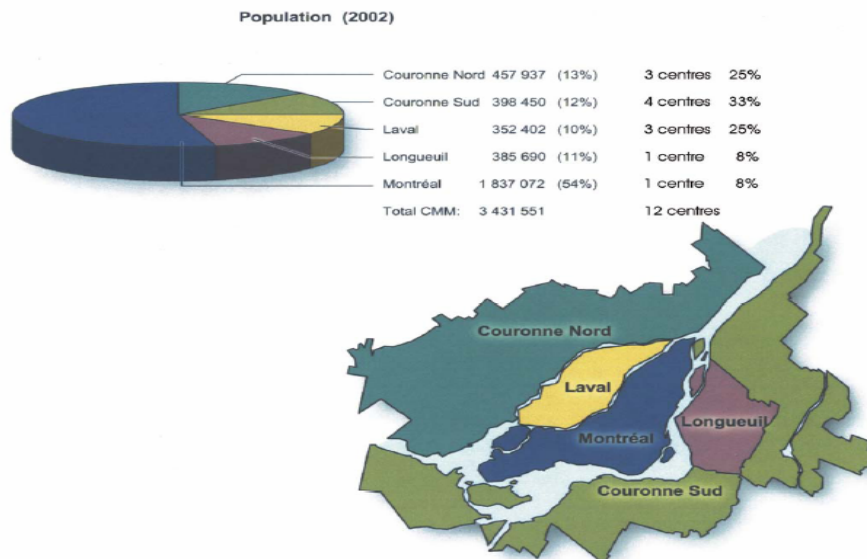 Population (2002)
Couronne Nord 457 937 (13%) 3 centres 25%
Couronne Sud 398 450 (12%) 4 centres 33%
Laval 352 402 (10%) 3 centres 25%
Longueuil 385 690 (11%) 1 centre 8%
Montréal 1 837 072 (54%) 1 centre 8%
Total CMM: 3 431 551 12 centres
Couronne Nord
Laval
Longueuil
Montréal
Couronne Sud